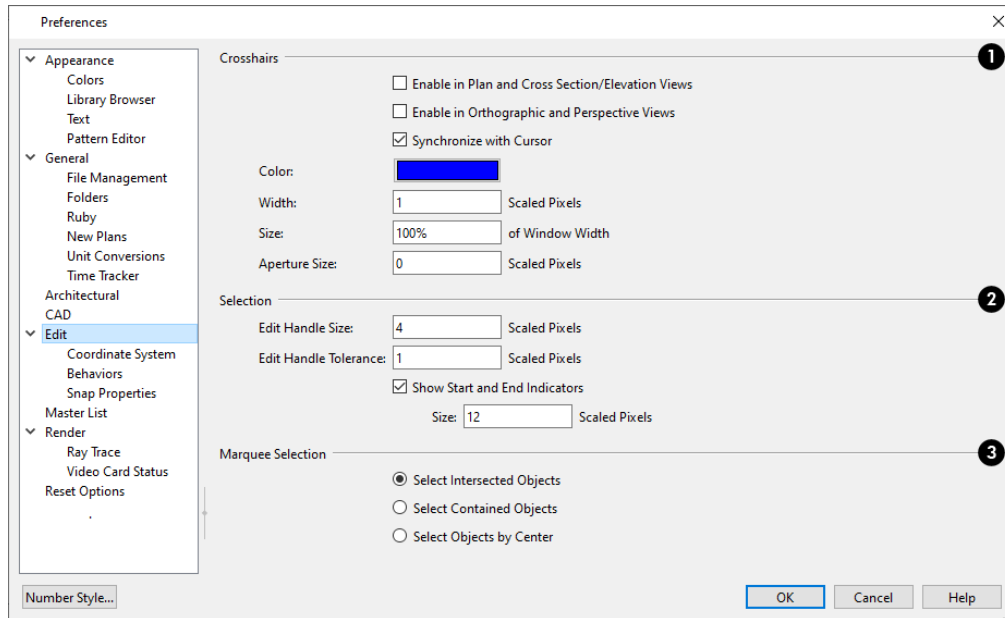 Preferences
Appearance
Colors
Library Browser
Text
Pattern Editor
General
File Management
Folders
Ruby
New Plans
Unit Conversions
Time Tracker
Architectural
CAD
Edit
Coordinate System
Behaviors
Snap Properties
Master List
Render
Ray Trace
Video Card Status
Reset Options
Crosshairs 1
Enable in Plan and Cross Section/Elevation Views
Enable in Orthographic and Perspective Views
Synchronize with Cursor
Color:
Width: 1 Scaled Pixels
Size: 100% of Window Width
Aperture Size: 0 Scaled Pixels
Selection 2
Edit Handle Size: 4 Scaled Pixels
Edit Handle Tolerance: 1 Scaled Pixels
Show Start and End Indicators
Size: 12 Scaled Pixels
Marquee Selection 3
Select Intersected Objects
Select Contained Objects
Select Objects by Center
Number Style... OK Cancel Help